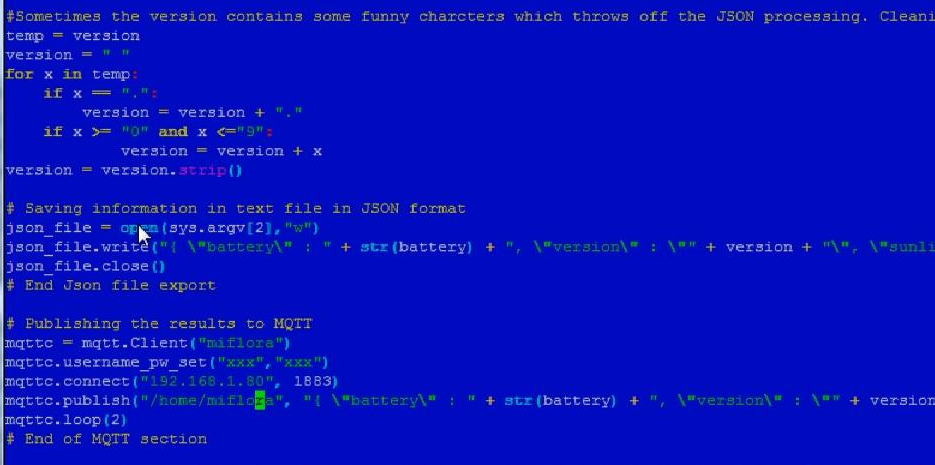 #Sometimes the version contains some funny charcters which throws off the JSON processing. Cleani
temp = version
version = " "
for x in temp:
    if x == ".":
        version = version + "."
    if x >= "0" and x <="9":
            version = version + x
version = version.strip()
# Saving information in text file in JSON format
json_file = open(sys.argv[2],"w")
json_file.write("{ \"battery\" : " + str(battery) + ", \"version\" : \"" + version + "\", \"sunli
json_file.close()
# End Json file export
# Publishing the results to MQTT
mqttc = mqtt.Client("miflora")
mqttc.username_pw_set("xxx","xxx")
mqttc.connect("192.168.1.80", 1883)
mqttc.publish("/home/miflora", "{ \"battery\" : " + str(battery) + ", \"version\" : \"" + version
mqttc.loop(2)
# End of MQTT section